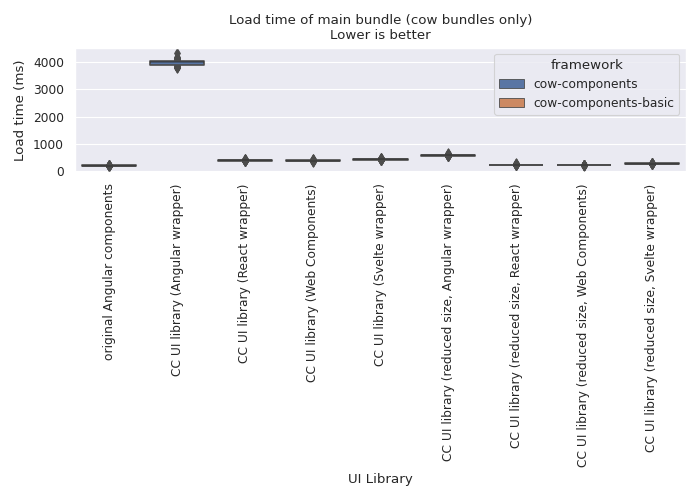 Load time of main bundle (cow bundles only)
Lower is better
Load time (ms)
4000
3000
2000
1000
0
framework
cow-components
cow-components-basic
original Angular components
CC UI library (Angular wrapper)
CC UI library (React wrapper)
CC UI library (Web Components)
CC UI library (Svelte wrapper)
CC UI library (reduced size, Angular wrapper)
CC UI library (reduced size, React wrapper)
CC UI library (reduced size, Web Components)
CC UI library (reduced size, Svelte wrapper)
UI Library